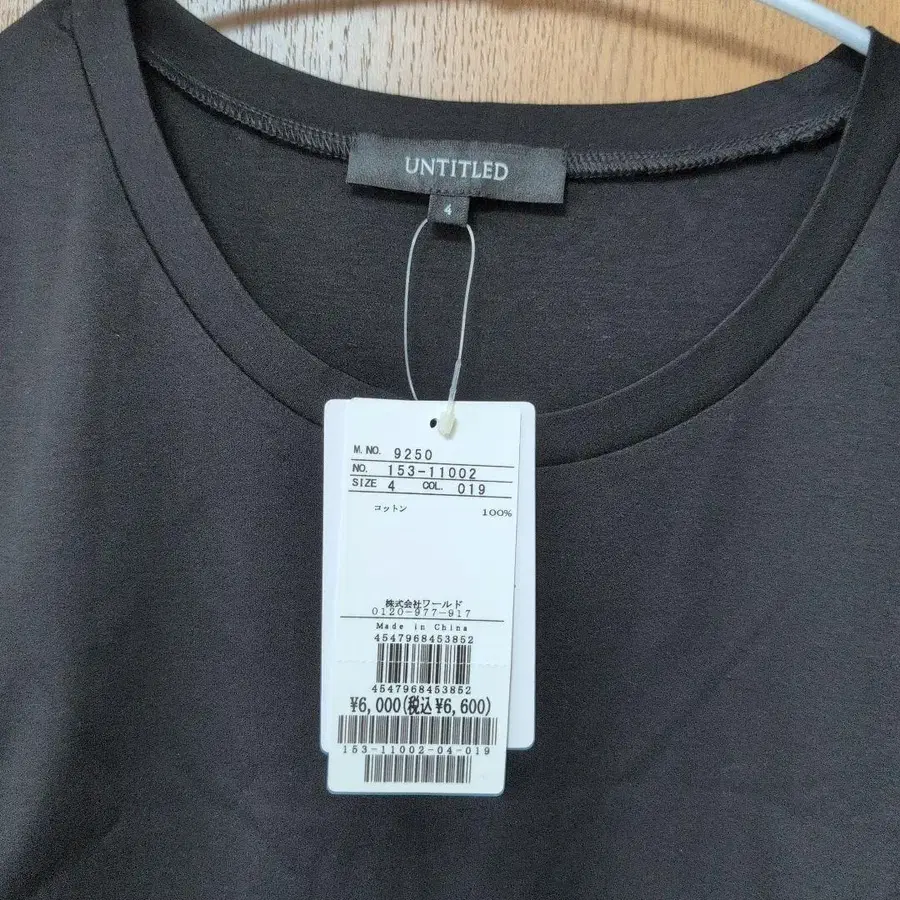 UNTITLED
4
M. NO. 9250
NO. 153-11002
SIZE 4 COL. 019
コットン 100%
株式会社ワールド
0120-977-917
Made in China
4547968453852
4547968453852
¥6,000(税込¥6,600)
153-11002-04-019